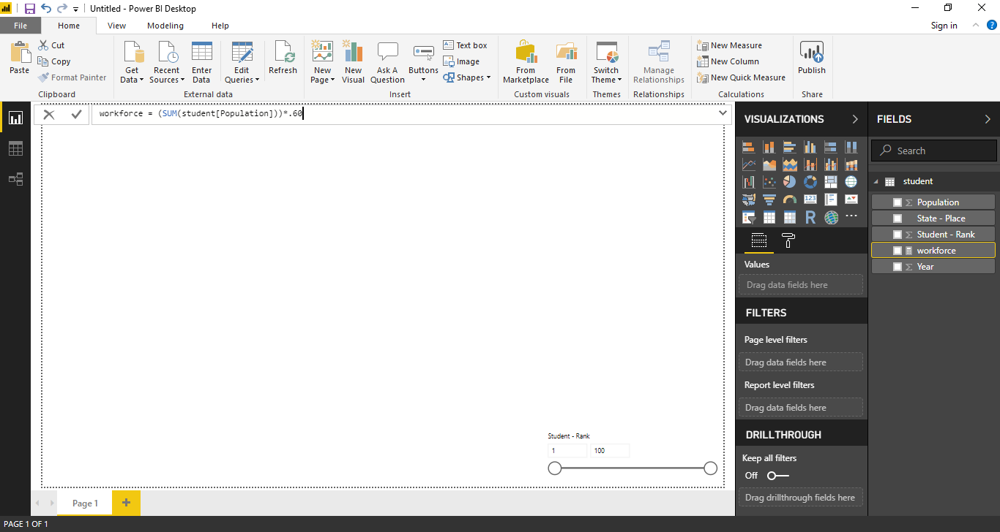 Untitled - Power BI Desktop
File Home View Modeling Help Sign in ?
Paste Cut
Copy
Format Painter
Clipboard
Get Data
Recent Sources
Enter Data
Edit Queries
Refresh
External data
New Page
New Visual
Ask A Question
Buttons
Text box
Image
Shapes
Insert
From Marketplace
From File
Custom visuals
Switch Theme
Themes
Manage Relationships
Relationships
New Measure
New Column
New Quick Measure
Calculations
Publish
Share
workforce = (SUM(student[Population]))*.60
Student - Rank
1 100
Page 1 +
PAGE 1 OF 1
VISUALIZATIONS
123
R
Values
Drag data fields here
FILTERS
Page level filters
Drag data fields here
Report level filters
Drag data fields here
DRILLTHROUGH
Keep all filters
Off
Drag drillthrough fields here
FIELDS
Search
student
Σ Population
State - Place
Σ Student - Rank
workforce
Σ Year